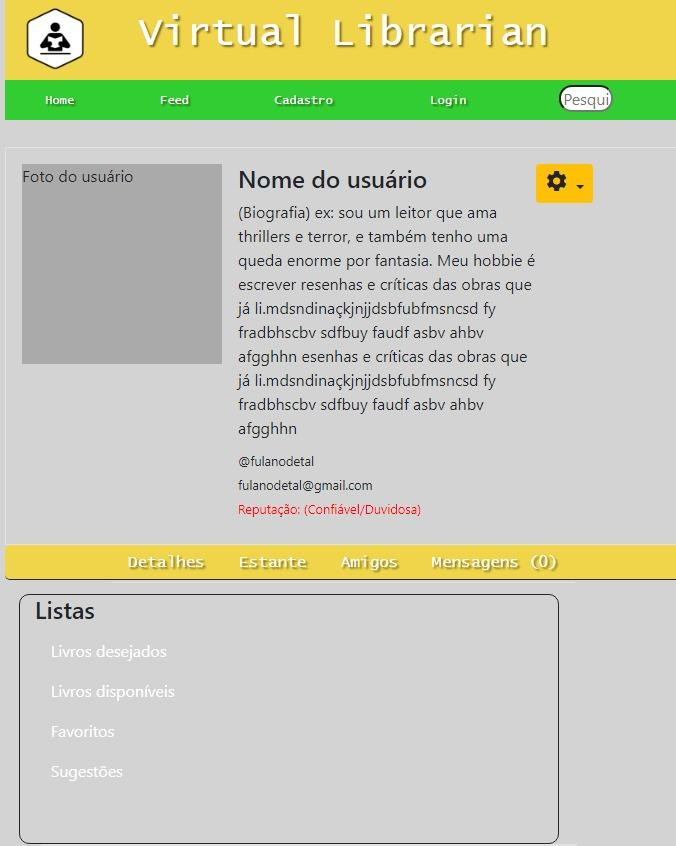 Virtual Librarian
Home Feed Cadastro Login Pesqui
Foto do usuário
Nome do usuário
(Biografia) ex: sou um leitor que ama
thrillers e terror, e também tenho uma
queda enorme por fantasia. Meu hobbie é
escrever resenhas e críticas das obras que
já li.mdsndinaçkjnjjdsbfubfmsncsd fy
fradbhscbv sdfbuy faudf asbv ahbv
afgghhn esenhas e críticas das obras que
já li.mdsndinaçkjnjjdsbfubfmsncsd fy
fradbhscbv sdfbuy faudf asbv ahbv
afgghhn
@fulanodetal
fulanodetal@gmail.com
Reputação: (Confiável/Duvidosa)
Detalhes Estante Amigos Mensagens (0)
Listas
Livros desejados
Livros disponíveis
Favoritos
Sugestões